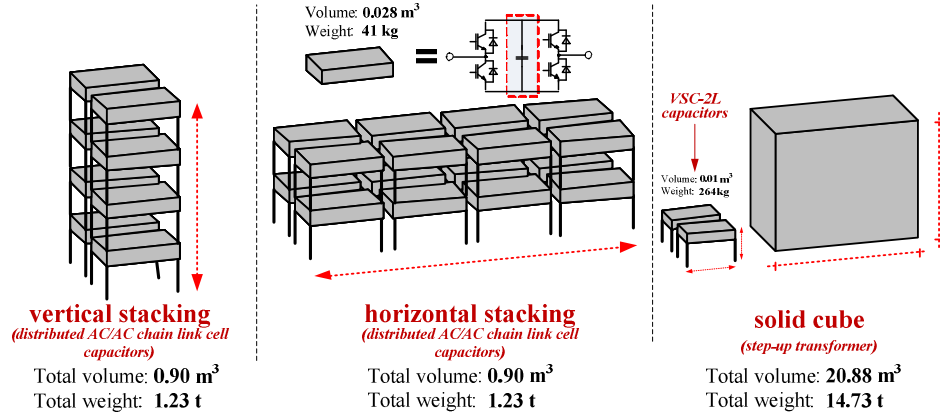 Volume: 0.028 m³
Weight: 41 kg
=
VSC-2L
capacitors
Volume: 0.01 m³
Weight: 264kg
vertical stacking
(distributed AC/AC chain link cell
capacitors)
Total volume: 0.90 m³
Total weight: 1.23 t
horizontal stacking
(distributed AC/AC chain link cell
capacitors)
Total volume: 0.90 m³
Total weight: 1.23 t
solid cube
(step-up transformer)
Total volume: 20.88 m³
Total weight: 14.73 t